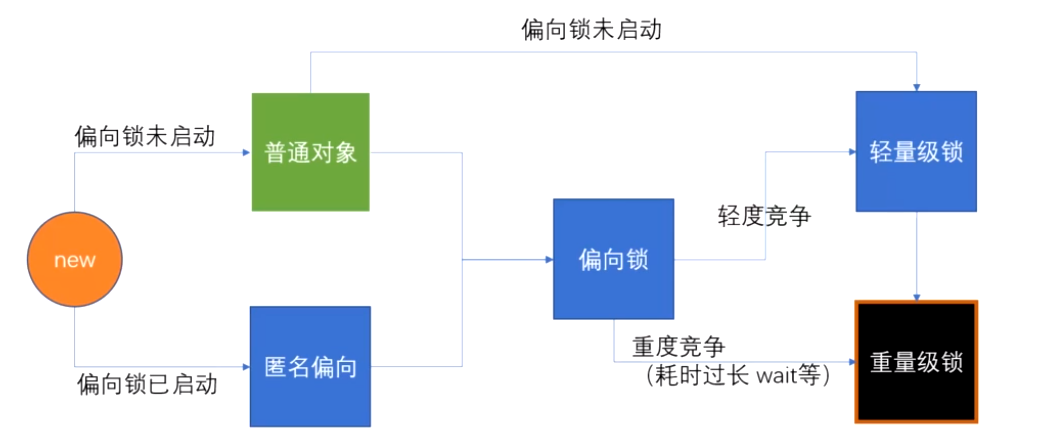 偏向锁未启动
偏向锁未启动
普通对象
轻量级锁
轻度竞争
new
偏向锁
匿名偏向
偏向锁已启动
重度竞争
（耗时过长 wait等）
重量级锁